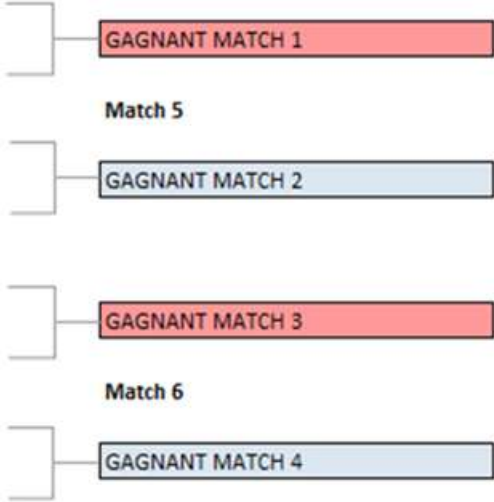 GAGNANT MATCH 1
Match 5
GAGNANT MATCH 2
GAGNANT MATCH 3
Match 6
GAGNANT MATCH 4